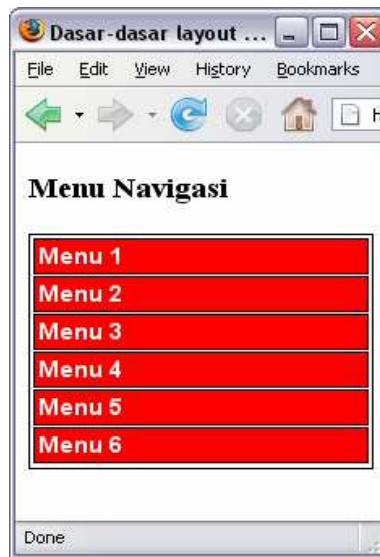 Dasar-dasar layout ...
File Edit View History Bookmarks
Menu Navigasi
Menu 1
Menu 2
Menu 3
Menu 4
Menu 5
Menu 6
Done